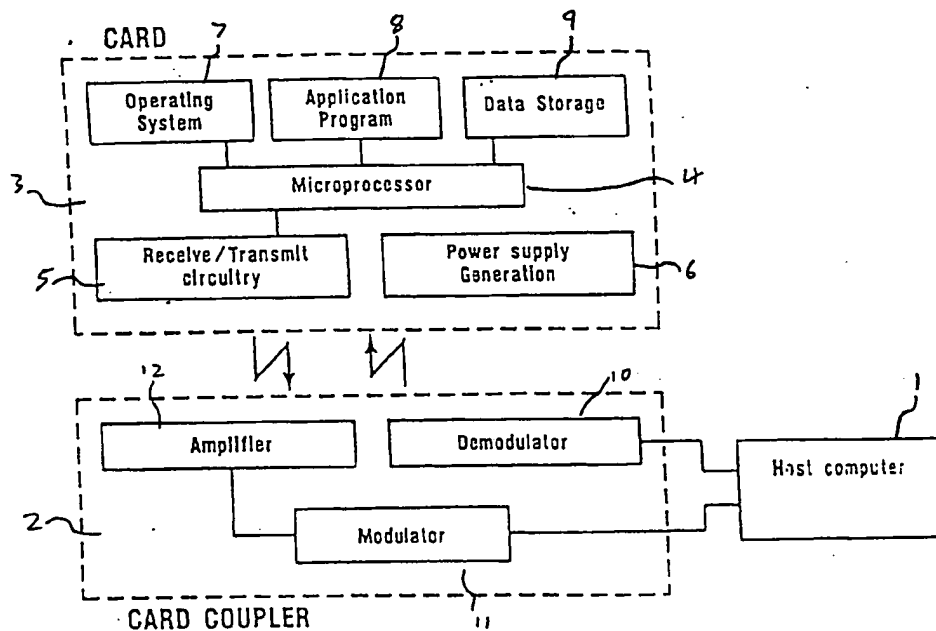 CARD
7
8
9
Operating
System
Application
Program
Data Storage
3
Microprocessor
4
Receive/Transmit
circuitry
Power supply
Generation
5
6
12
10
1
Amplifier
Demodulator
Host computer
2
Modulator
CARD COUPLER
11